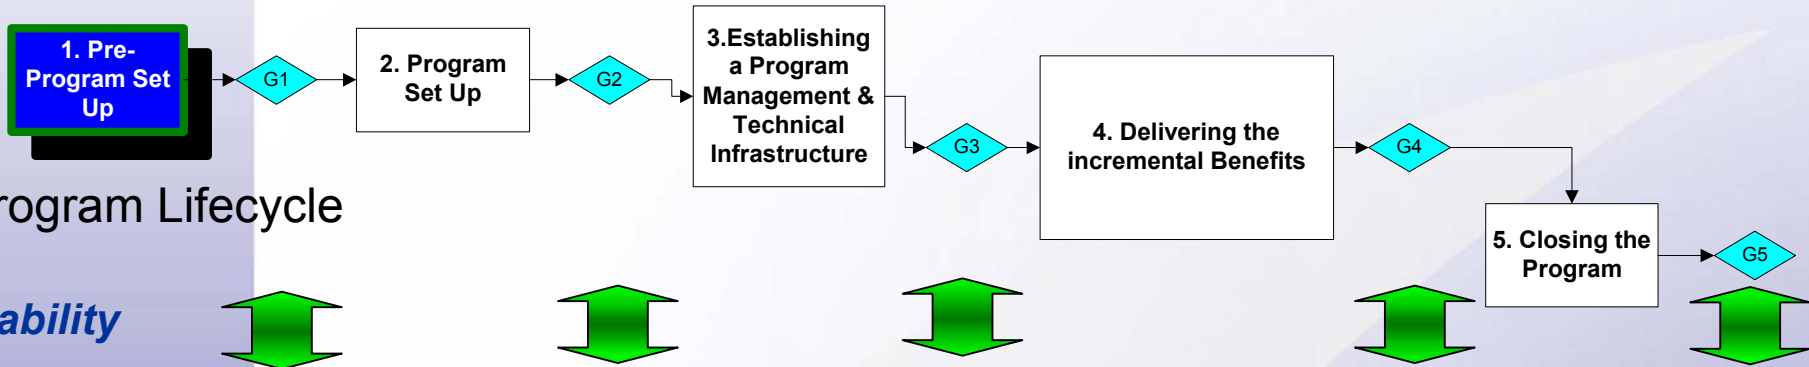 1. Pre-
Program Set
Up
G1
2. Program
Set Up
G2
3.Establishing
a Program
Management &
Technical
Infrastructure
G3
4. Delivering the
incremental Benefits
G4
5. Closing the
Program
G5
rogram Lifecycle
ability